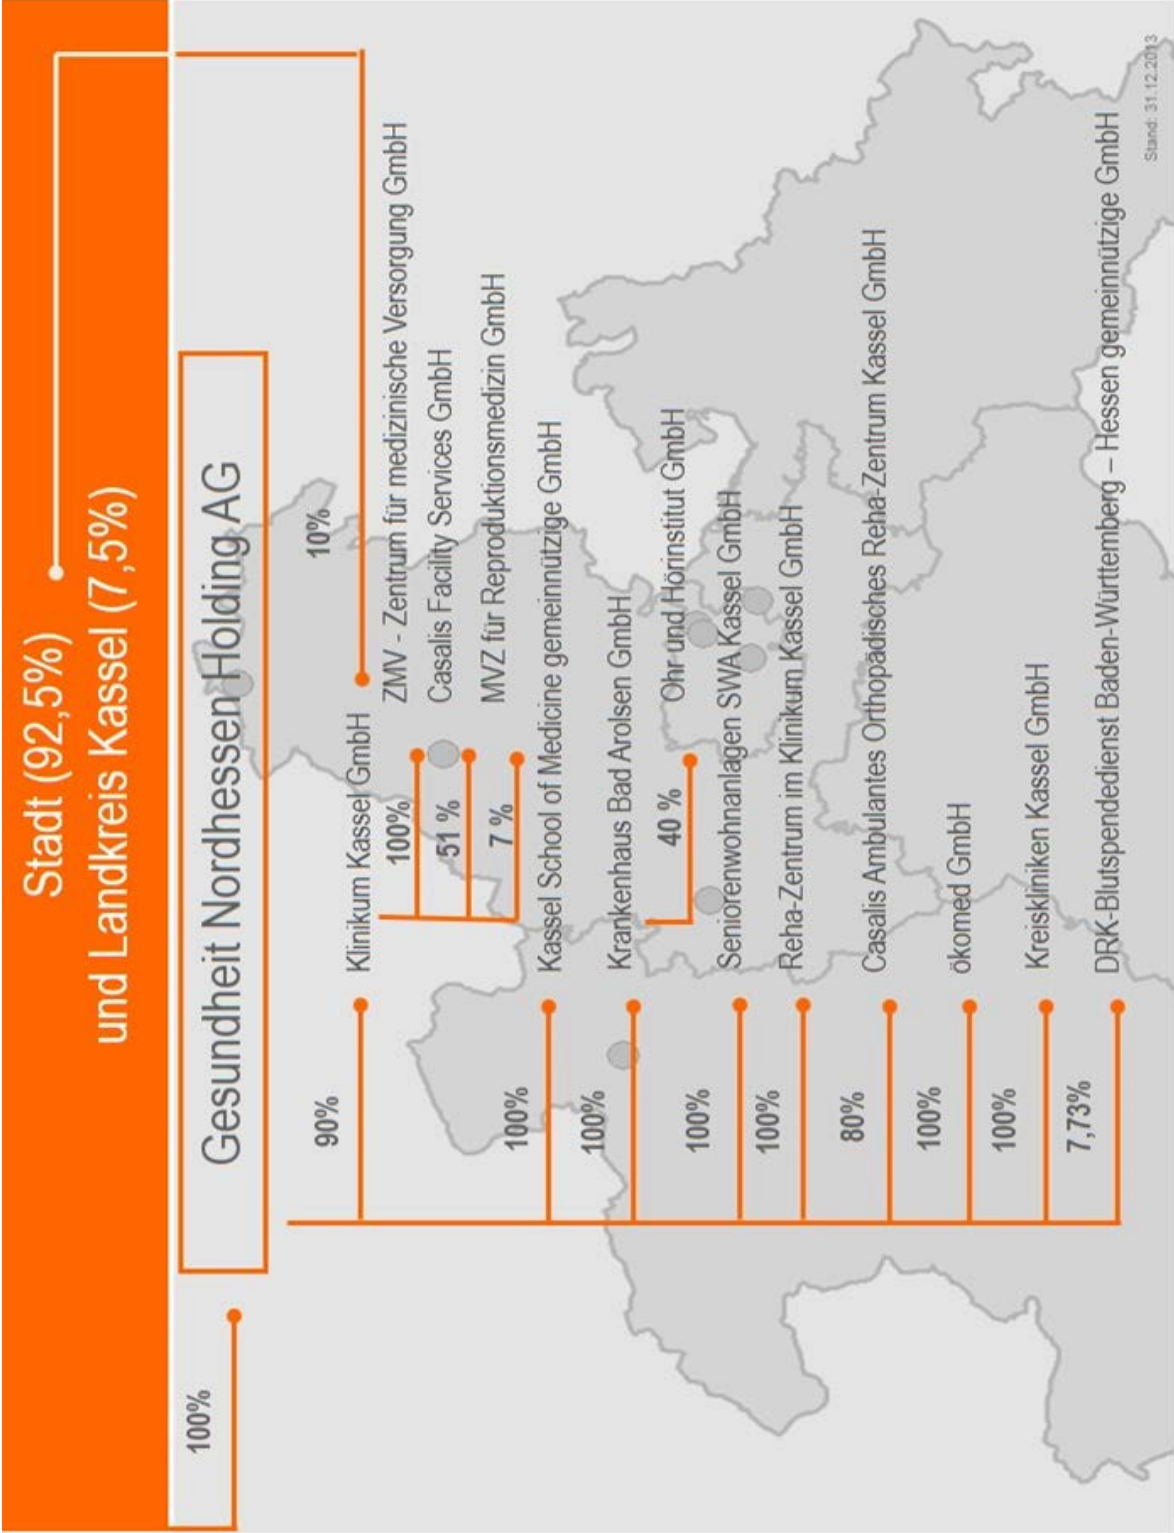 Stadt (92,5%)
und Landkreis Kassel (7,5%)
100%
Gesundheit Nordhessen Holding AG
90%
10%
Klinikum Kassel GmbH
100%
ZMV - Zentrum für medizinische Versorgung GmbH
51 %
Casalis Facility Services GmbH
7 %
MVZ für Reproduktionsmedizin GmbH
100%
Kassel School of Medicine gemeinnützige GmbH
100%
Krankenhaus Bad Arolsen GmbH
40 %
Ohr und Hörinstitut GmbH
100%
Seniorenwohnanlagen SWA Kassel GmbH
100%
Reha-Zentrum im Klinikum Kassel GmbH
80%
Casalis Ambulantes Orthopädisches Reha-Zentrum Kassel GmbH
100%
ökomed GmbH
100%
Kreiskliniken Kassel GmbH
7,73%
DRK-Blutspendedienst Baden-Württemberg – Hessen gemeinnützige GmbH
Stand: 31.12.2013